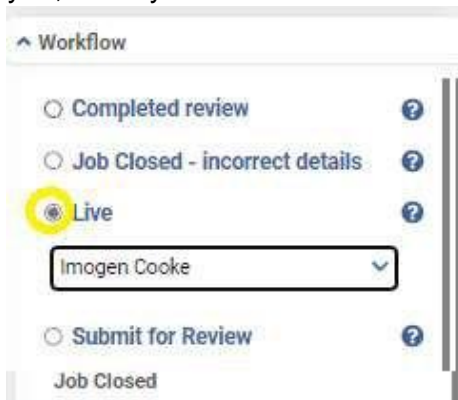 Workflow
Completed review ?
Job Closed - incorrect details ?
Live ?
Imogen Cooke
Submit for Review ?
Job Closed